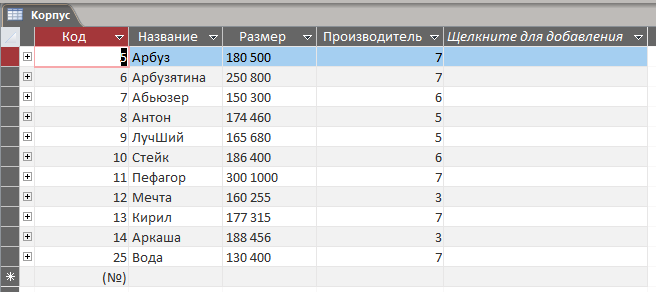 Корпус
Код Название Размер Производитель Щелкните для добавления
5 Арбуз 180 500 7
6 Арбузятина 250 800 7
7 Абьюзер 150 300 6
8 Антон 174 460 5
9 ЛучШий 165 680 5
10 Стейк 186 400 6
11 Пефагор 300 1000 7
12 Мечта 160 255 3
13 Кирил 177 315 7
14 Аркаша 188 456 3
25 Вода 130 400 7
(№)